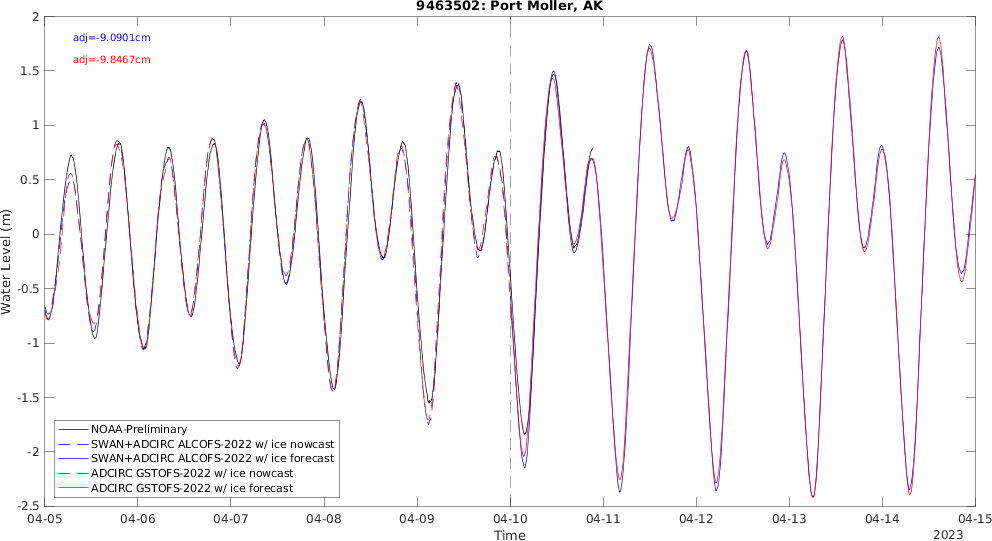 9463502: Port Moller, AK
adj=-9.0901cm
adj=-9.8467cm
Water Level (m)
2
1.5
1
0.5
0
-0.5
-1
-1.5
-2
-2.5
NOAA-Preliminary
SWAN+ADCIRC ALCOFS-2022 w/ ice nowcast
SWAN+ADCIRC ALCOFS-2022 w/ ice forecast
ADCIRC GSTOFS-2022 w/ ice nowcast
ADCIRC GSTOFS-2022 w/ ice forecast
04-05 04-06 04-07 04-08 04-09 04-10 04-11 04-12 04-13 04-14 04-15
Time
2023